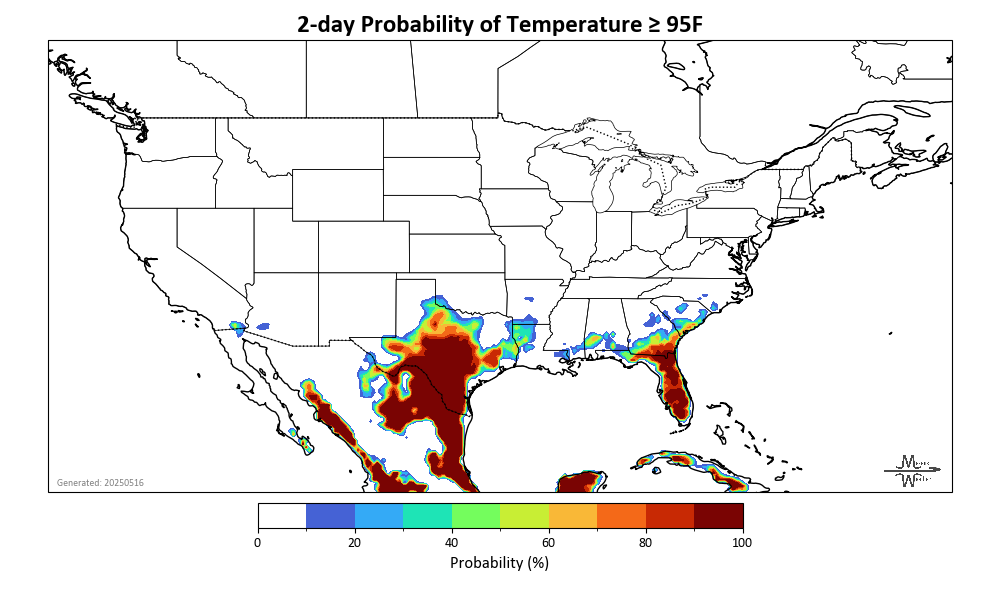 2-day Probability of Temperature ≥ 95F
Generated: 20250516
0 20 40 60 80 100
Probability (%)